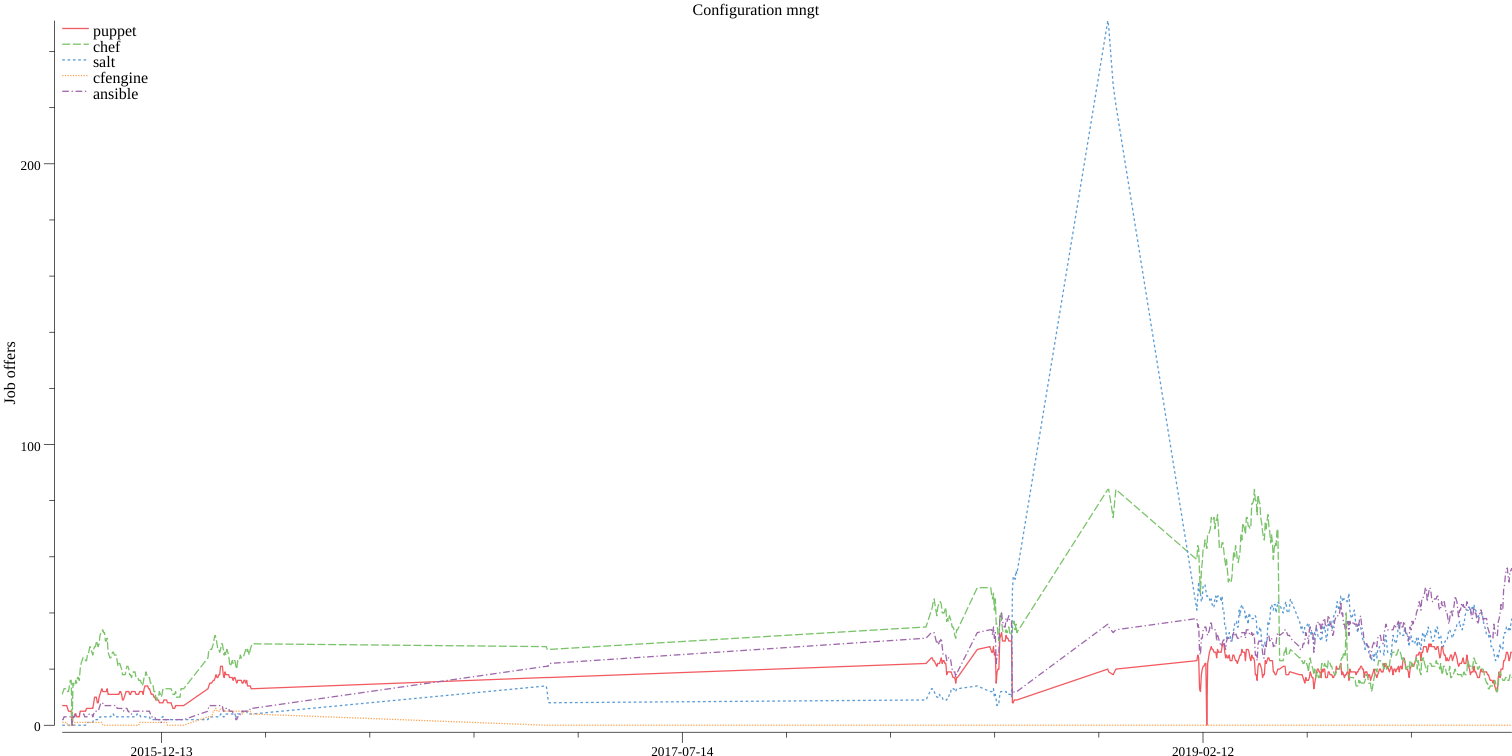 Configuration mngt
puppet
chef
salt
cfengine
ansible
200
100
0
Job offers
2015-12-13
2017-07-14
2019-02-12